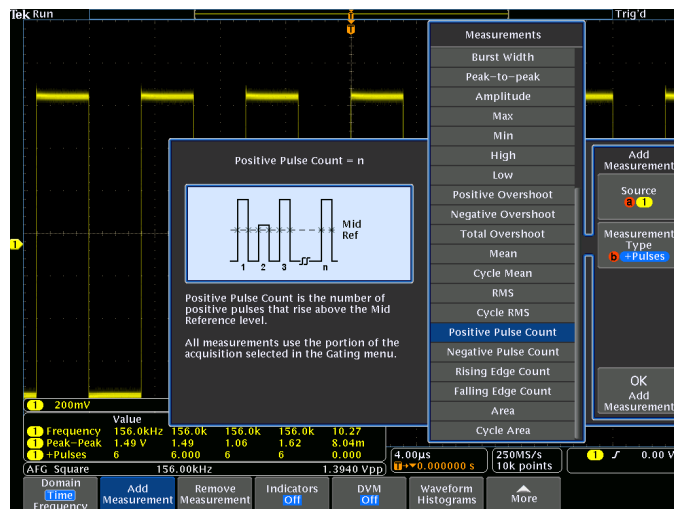 Tek Run
Trig'd
T
T
Measurements
Burst Width
Peak-to-peak
Amplitude
Max
Min
High
Low
Positive Overshoot
Negative Overshoot
Total Overshoot
Mean
Cycle Mean
RMS
Cycle RMS
Positive Pulse Count
Negative Pulse Count
Rising Edge Count
Falling Edge Count
Area
Cycle Area
Positive Pulse Count = n
Mid
Ref
1 2 3 n
Positive Pulse Count is the number of
positive pulses that rise above the Mid
Reference level.
All measurements use the portion of the
acquisition selected in the Gating menu.
Add
Measurement
Source
a 1
Measurement
Type
b +Pulses
OK
Add
Measurement
1
1 200mV
Value
1 Frequency 156.0kHz 156.0k 156.0k 156.0k 10.27
1 Peak-Peak 1.49 V 1.49 1.06 1.62 8.04m
1 +Pulses 6 6.000 6 6 0.000
AFG Square 156.00kHz 1.3940 Vpp
4.00µs
T→▼0.000000 s
250MS/s
10k points
1 0.00 V
Domain
Time
Frequency
Add
Measurement
Remove
Measurement
Indicators
Off
DVM
Off
Waveform
Histograms
More